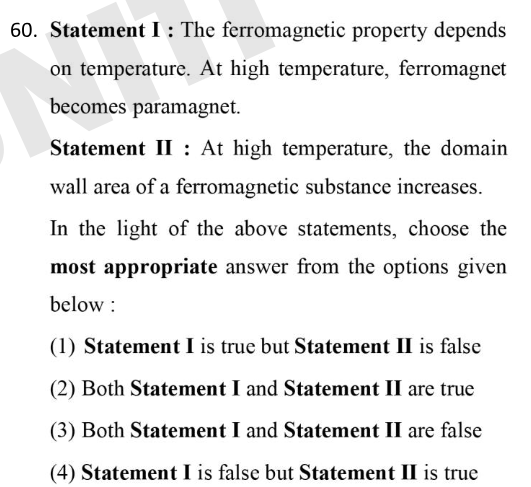 60. Statement I : The ferromagnetic property depends
on temperature. At high temperature, ferromagnet
becomes paramagnet.
Statement II : At high temperature, the domain
wall area of a ferromagnetic substance increases.
In the light of the above statements, choose the
most appropriate answer from the options given
below :
(1) Statement I is true but Statement II is false
(2) Both Statement I and Statement II are true
(3) Both Statement I and Statement II are false
(4) Statement I is false but Statement II is true